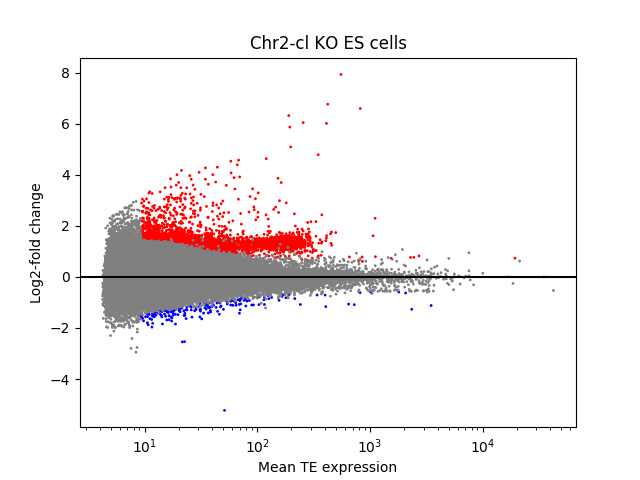 Chr2-cl KO ES cells
8
6
4
2
0
−2
−4
Log2-fold change
10¹ 10² 10³ 10⁴
Mean TE expression